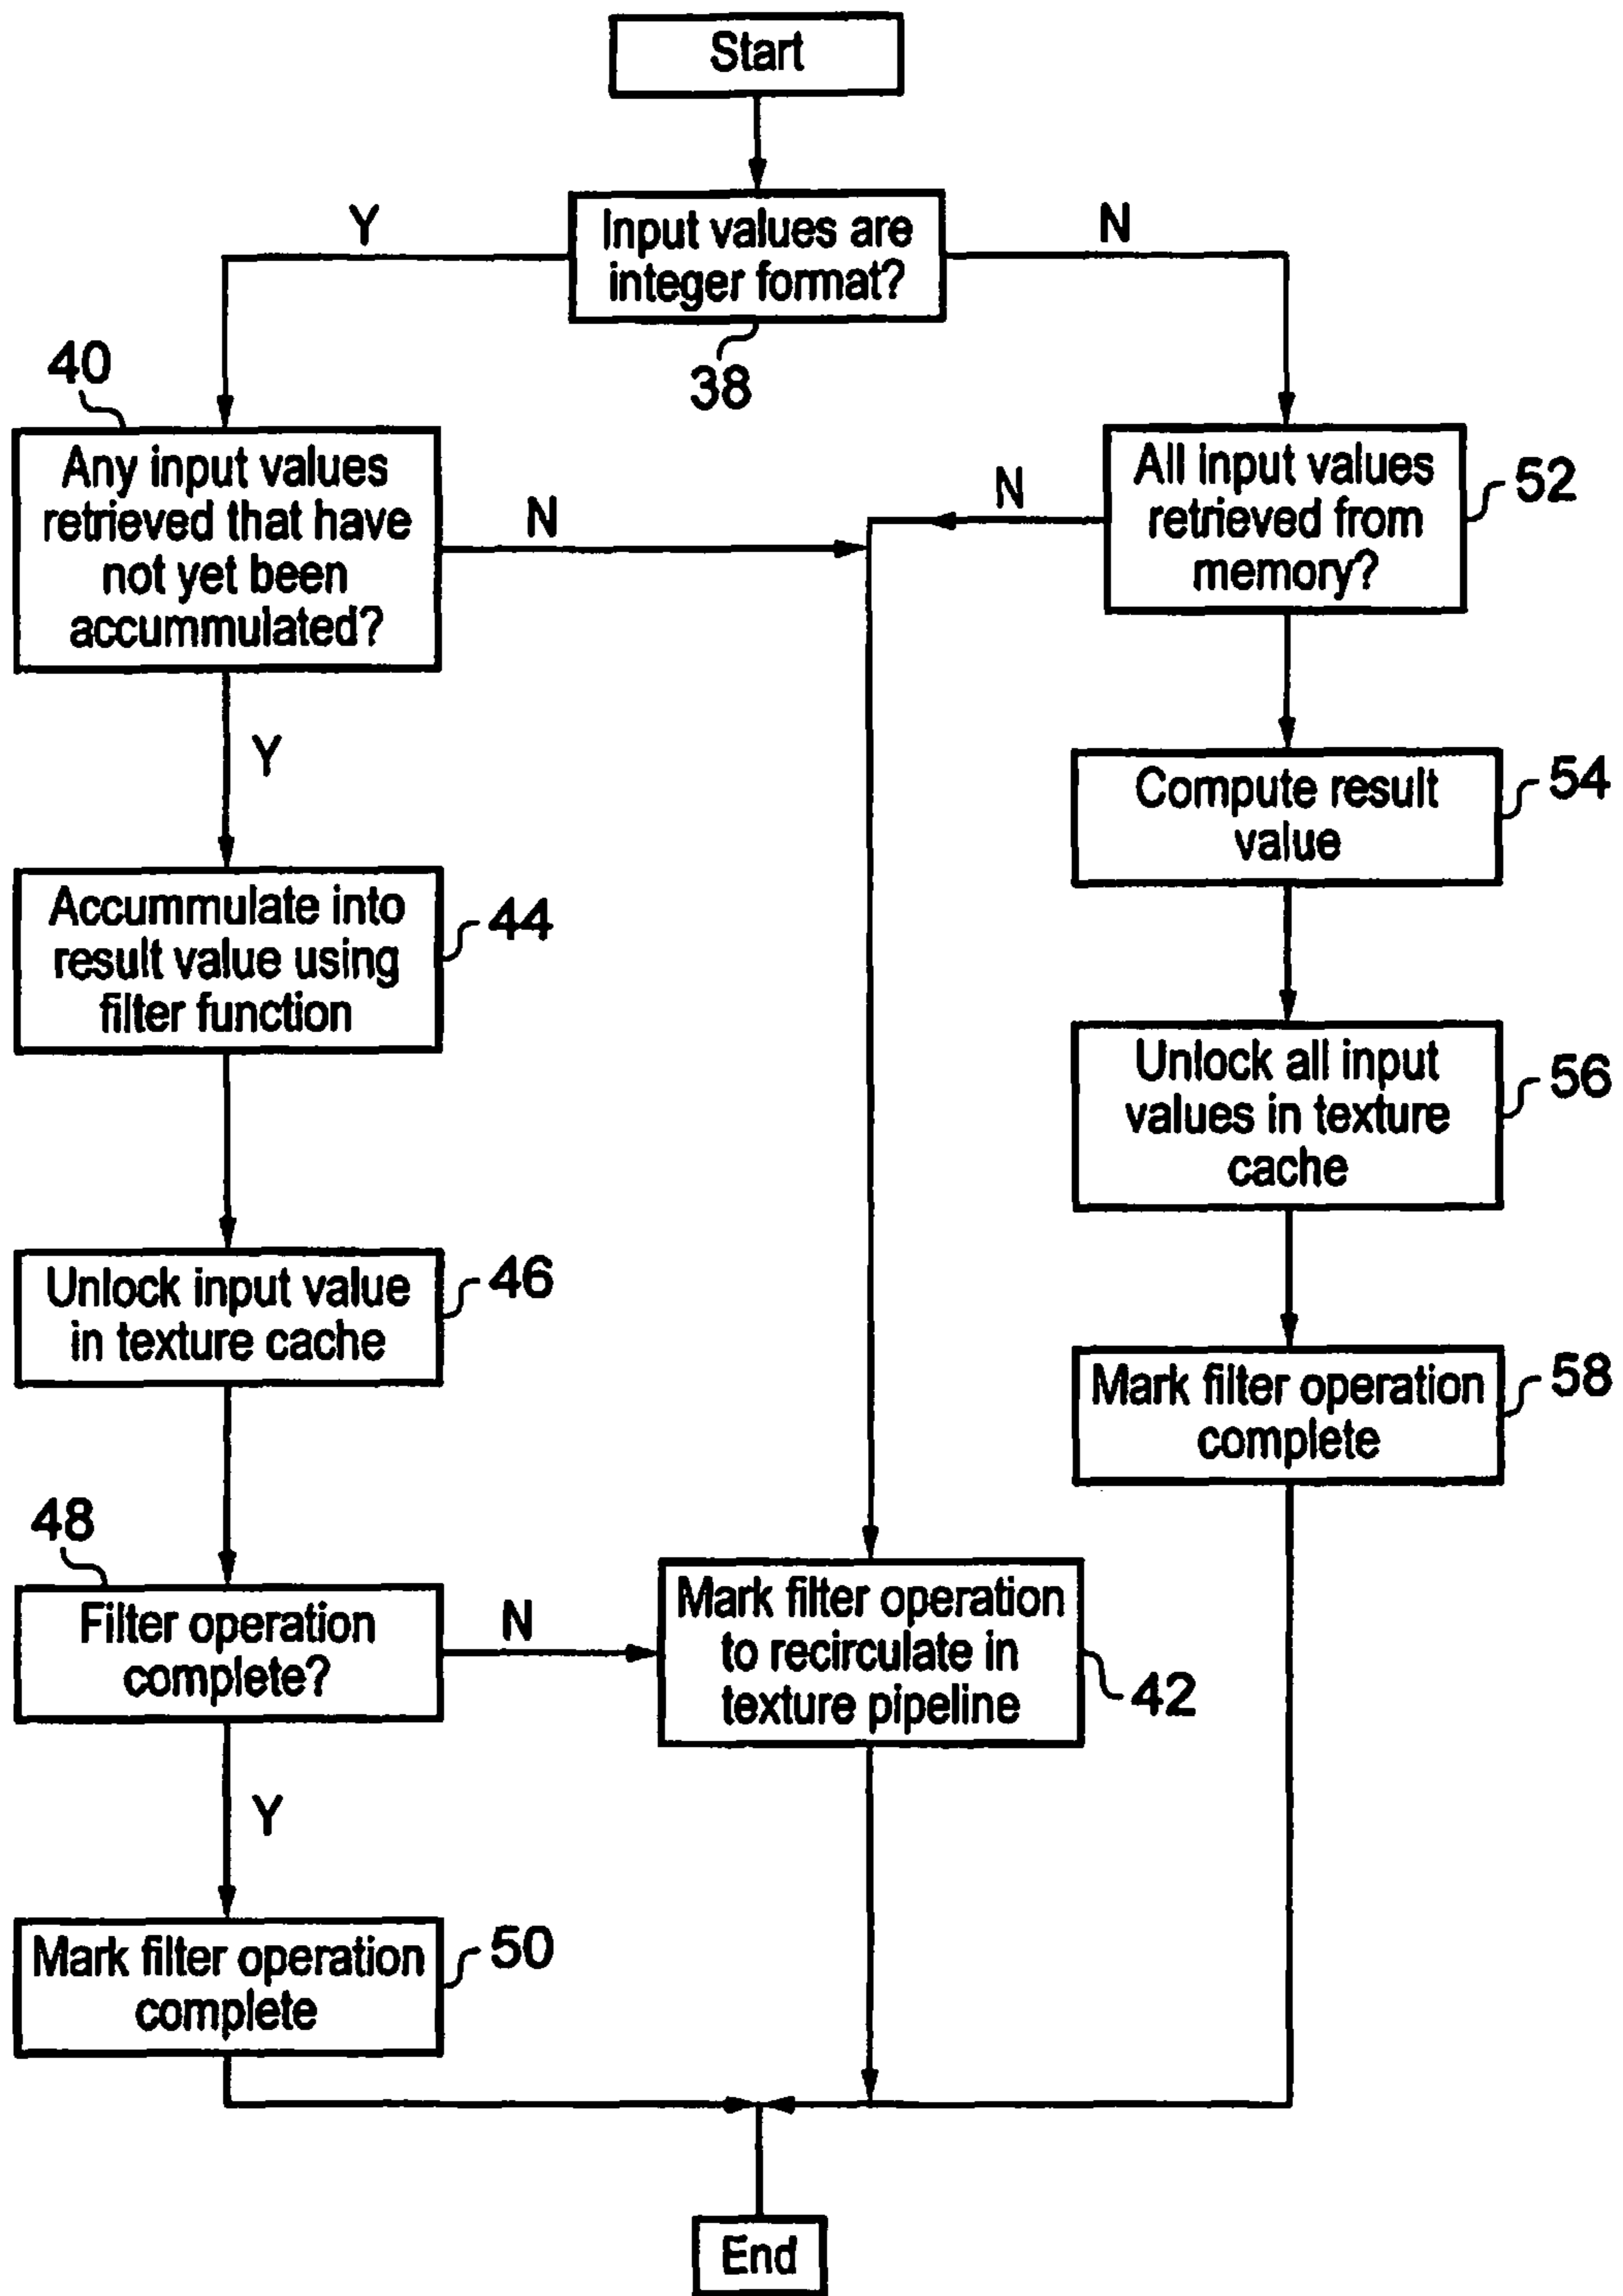 Start
Input values are
integer format?
Y
N
38
40
Any input values
retrieved that have
not yet been
accummulated?
N
Y
All input values
retrieved from
memory?
N
52
Compute result
value
54
Accummulate into
result value using
filter function
44
Unlock all input
values in texture
cache
56
Unlock input value
in texture cache
46
Mark filter operation
complete
58
48
Filter operation
complete?
N
Y
Mark filter operation
to recirculate in
texture pipeline
42
Mark filter operation
complete
50
End